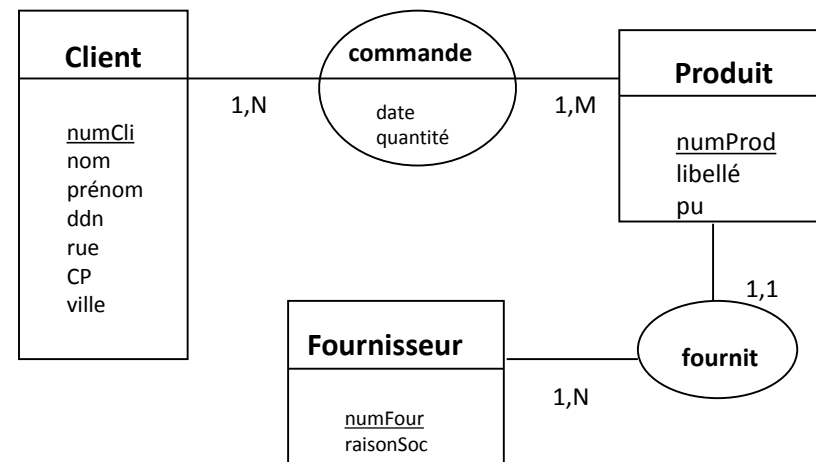 Client
numCli
nom
prénom
ddn
rue
CP
ville
1,N
commande
date
quantité
1,M
Produit
numProd
libellé
pu
1,1
fournit
1,N
Fournisseur
numFour
raisonSoc